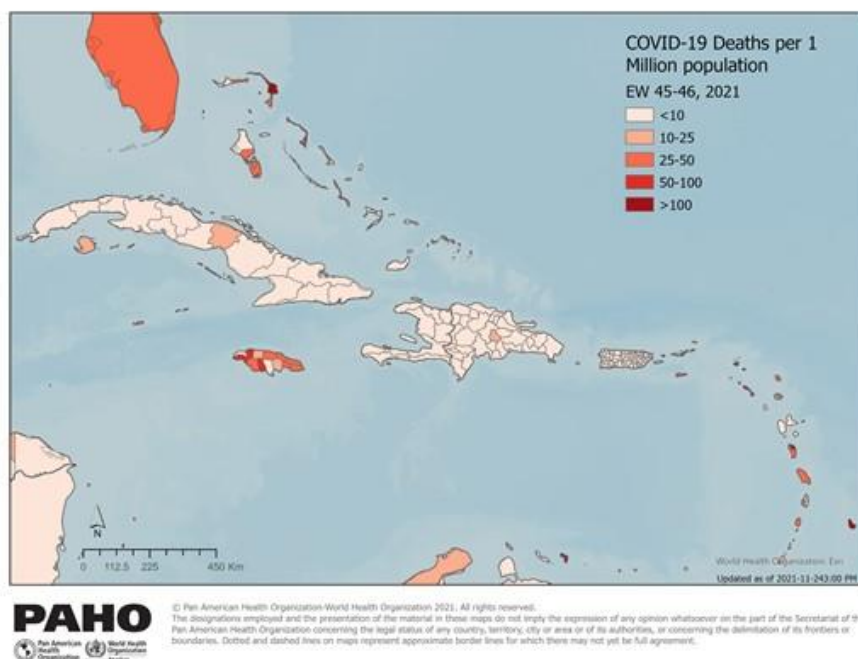 COVID-19 Deaths per 1
Million population
EW 45-46, 2021
<10
10-25
25-50
50-100
>100
N
0 112.5 225 450 Km
World Health Organization; Esri
Updated as of 2021-11-243:00 PM
PAHO
Pan American
Health
Organization
World Health
Organization
© Pan American Health Organization-World Health Organization 2021. All rights reserved.
The designations employed and the presentation of the material in these maps do not imply the expression of any opinion whatsoever on the part of the Secretariat of the
Pan American Health Organization concerning the legal status of any country, territory, city or area or of its authorities, or concerning the delimitation of its frontiers or
boundaries. Dotted and dashed lines on maps represent approximate border lines for which there may not yet be full agreement.